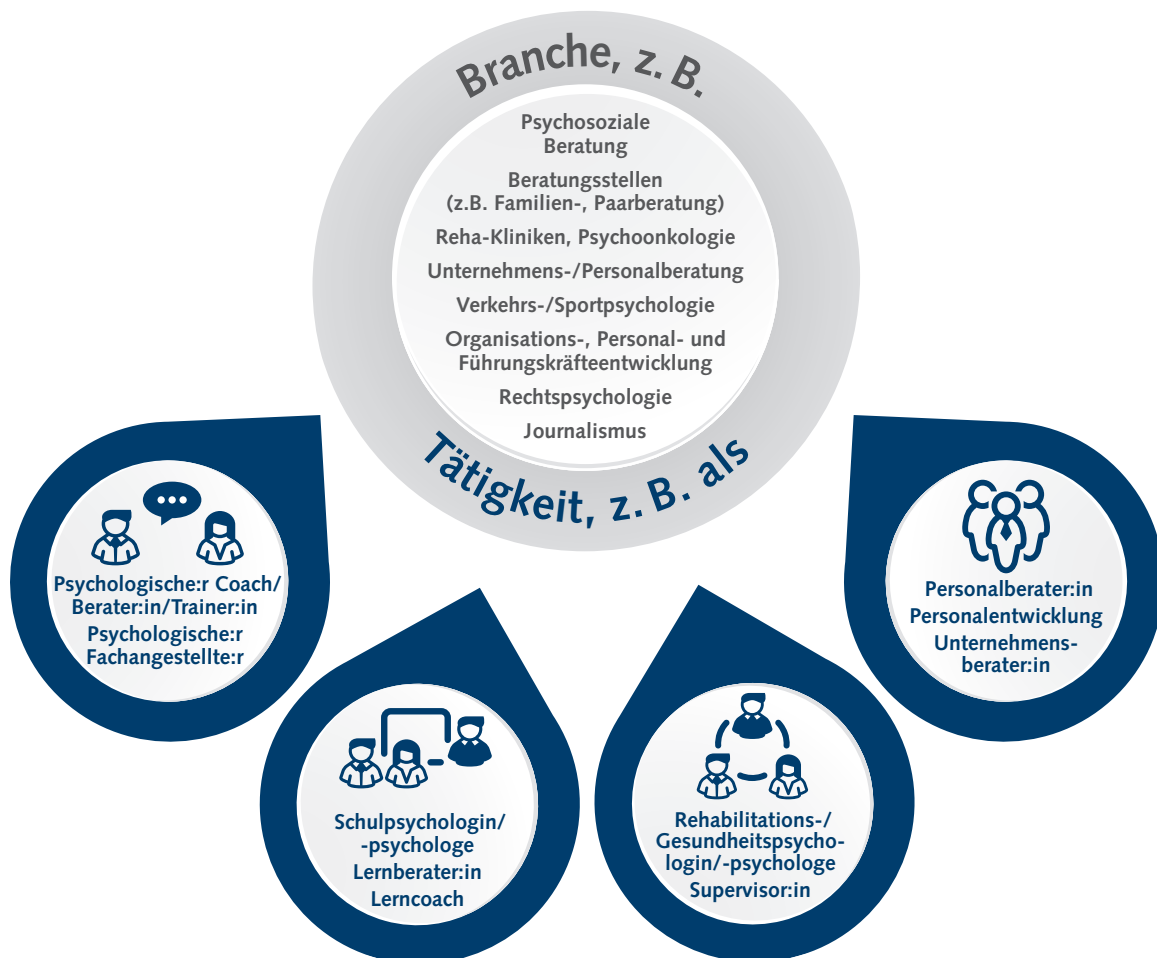 Branche, z. B.
Psychosoziale
Beratung
Beratungsstellen
(z.B. Familien-, Paarberatung)
Reha-Kliniken, Psychoonkologie
Unternehmens-/Personalberatung
Verkehrs-/Sportpsychologie
Organisations-, Personal- und
Führungskräfteentwicklung
Rechtspsychologie
Journalismus
Tätigkeit, z. B. als
Psychologische:r Coach/
Berater:in/Trainer:in
Psychologische:r
Fachangestellte:r
Schulpsychologin/
-psychologe
Lernberater:in
Lerncoach
Rehabilitations-/
Gesundheitspsycho-
login/-psychologe
Supervisor:in
Personalberater:in
Personalentwicklung
Unternehmens-
berater:in